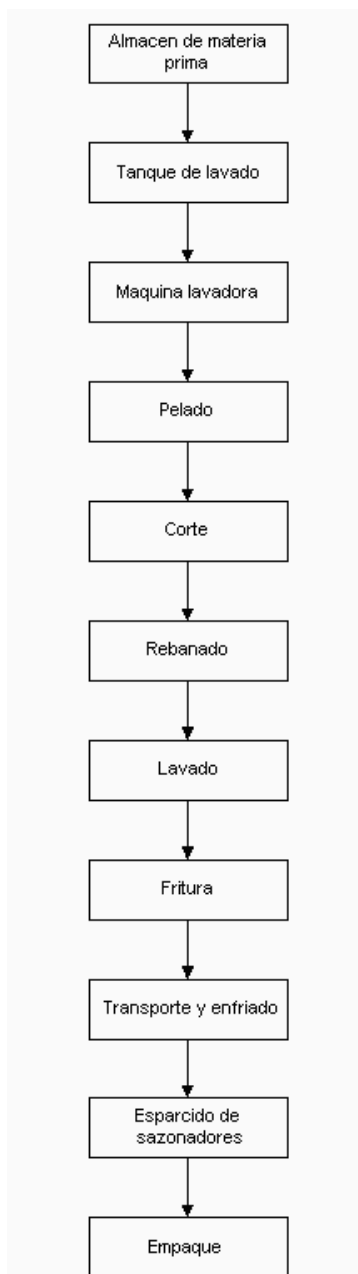 Almacen de materia
prima
Tanque de lavado
Maquina lavadora
Pelado
Corte
Rebanado
Lavado
Fritura
Transporte y enfriado
Esparcido de
sazonadores
Empaque